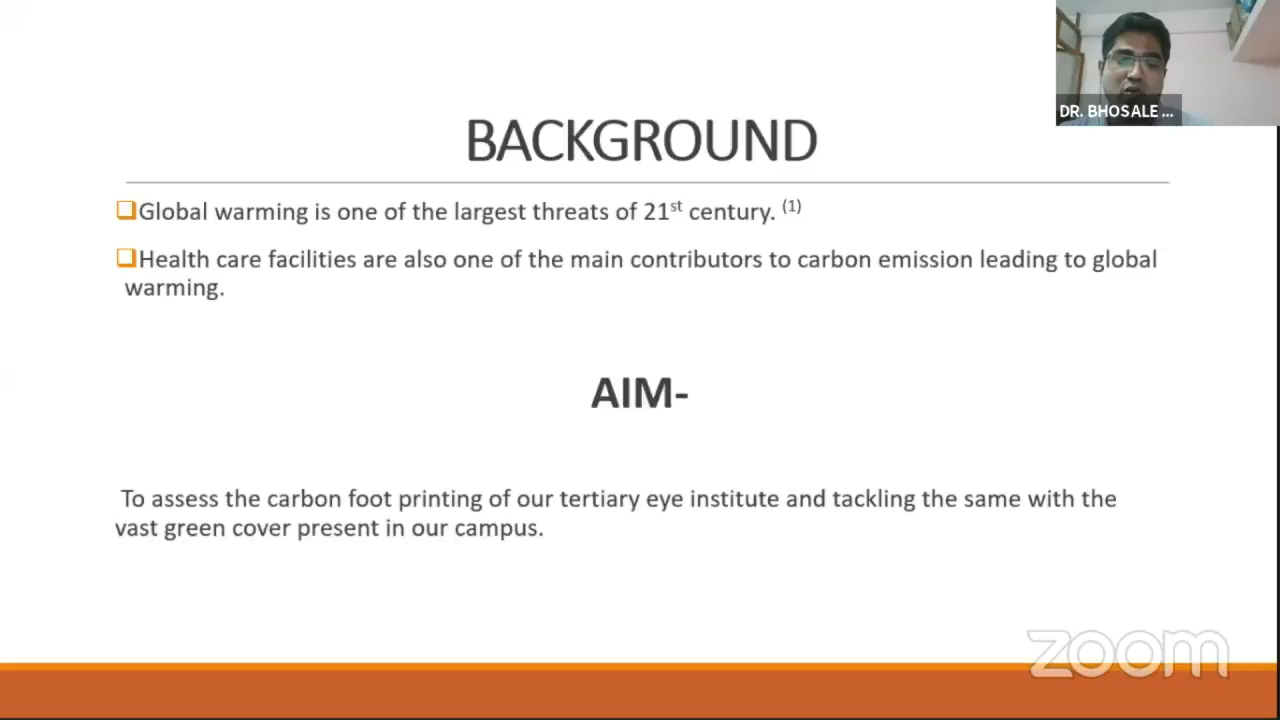 DR. BHOSALE ...
BACKGROUND
❑Global warming is one of the largest threats of 21st century. (1)
❑Health care facilities are also one of the main contributors to carbon emission leading to global
warming.
AIM-
To assess the carbon foot printing of our tertiary eye institute and tackling the same with the
vast green cover present in our campus.
zoom